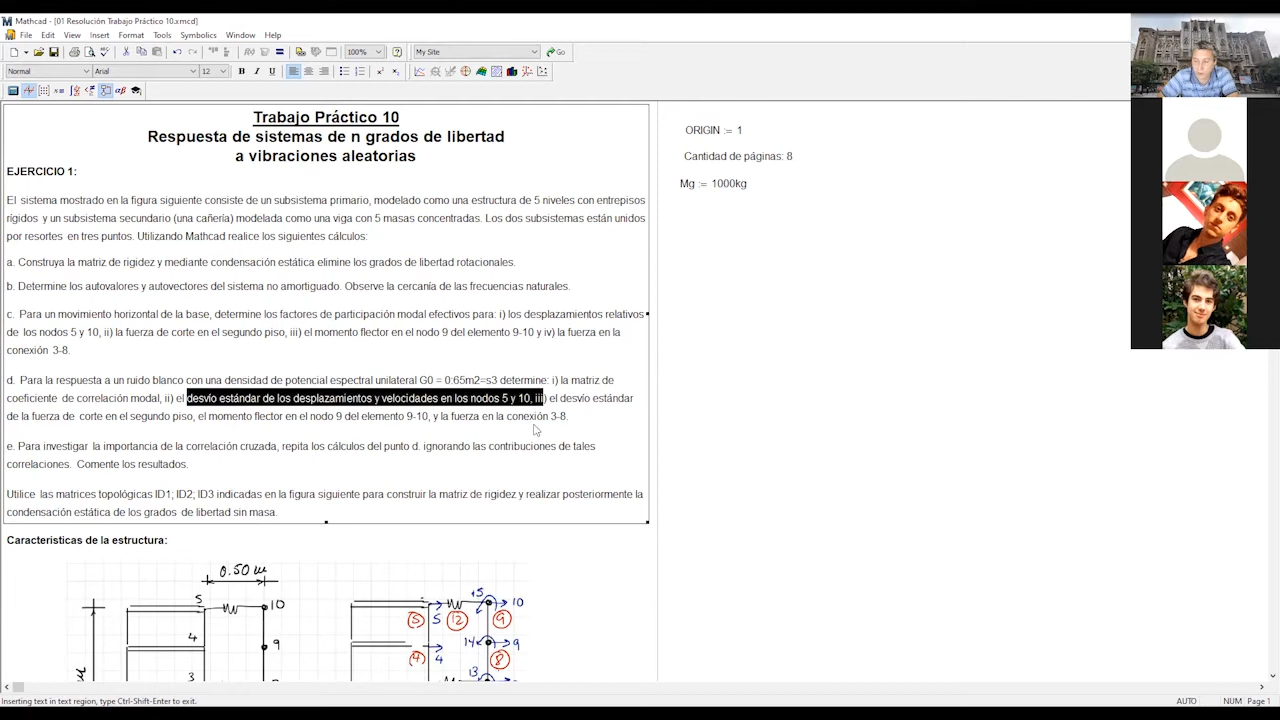 Mathcad - [01 Resolución Trabajo Práctico 10.xmcd]
File Edit View Insert Format Tools Symbolics Window Help
100% My Site Go
Normal Arial 12 B I U
Trabajo Práctico 10
Respuesta de sistemas de n grados de libertad
a vibraciones aleatorias
EJERCICIO 1:
El sistema mostrado en la figura siguiente consiste de un subsistema primario, modelado como una estructura de 5 niveles con entrepisos
rígidos y un subsistema secundario (una cañería) modelada como una viga con 5 masas concentradas. Los dos subsistemas están unidos
por resortes en tres puntos. Utilizando Mathcad realice los siguientes cálculos:
a. Construya la matriz de rigidez y mediante condensación estática elimine los grados de libertad rotacionales.
b. Determine los autovalores y autovectores del sistema no amortiguado. Observe la cercanía de las frecuencias naturales.
c. Para un movimiento horizontal de la base, determine los factores de participación modal efectivos para: i) los desplazamientos relativos
de los nodos 5 y 10, ii) la fuerza de corte en el segundo piso, iii) el momento flector en el nodo 9 del elemento 9-10 y iv) la fuerza en la
conexión 3-8.
d. Para la respuesta a un ruido blanco con una densidad de potencial espectral unilateral G0 = 0:65m2=s3 determine: i) la matriz de
coeficiente de correlación modal, ii) el desvío estándar de los desplazamientos y velocidades en los nodos 5 y 10, iii) el desvío estándar
de la fuerza de corte en el segundo piso, el momento flector en el nodo 9 del elemento 9-10, y la fuerza en la conexión 3-8.
e. Para investigar la importancia de la correlación cruzada, repita los cálculos del punto d. ignorando las contribuciones de tales
correlaciones. Comente los resultados.
Utilice las matrices topológicas ID1; ID2; ID3 indicadas en la figura siguiente para construir la matriz de rigidez y realizar posteriormente la
condensación estática de los grados de libertad sin masa.
Caracteristicas de la estructura:
ORIGIN := 1
Cantidad de páginas: 8
Mg := 1000kg
0.50 m
5 10
4 9
3
15 10
5 5 12 9
14 9
4 4 8
13
Inserting text in text region, type Ctrl-Shift-Enter to exit.
AUTO NUM Page 1